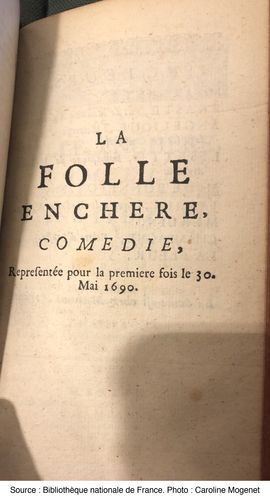 LA
FOLLE
ENCHERE,
COMEDIE,
Representée pour la premiere fois le 30.
Mai 1690.
Source : Bibliothèque nationale de France. Photo : Caroline Mogenet